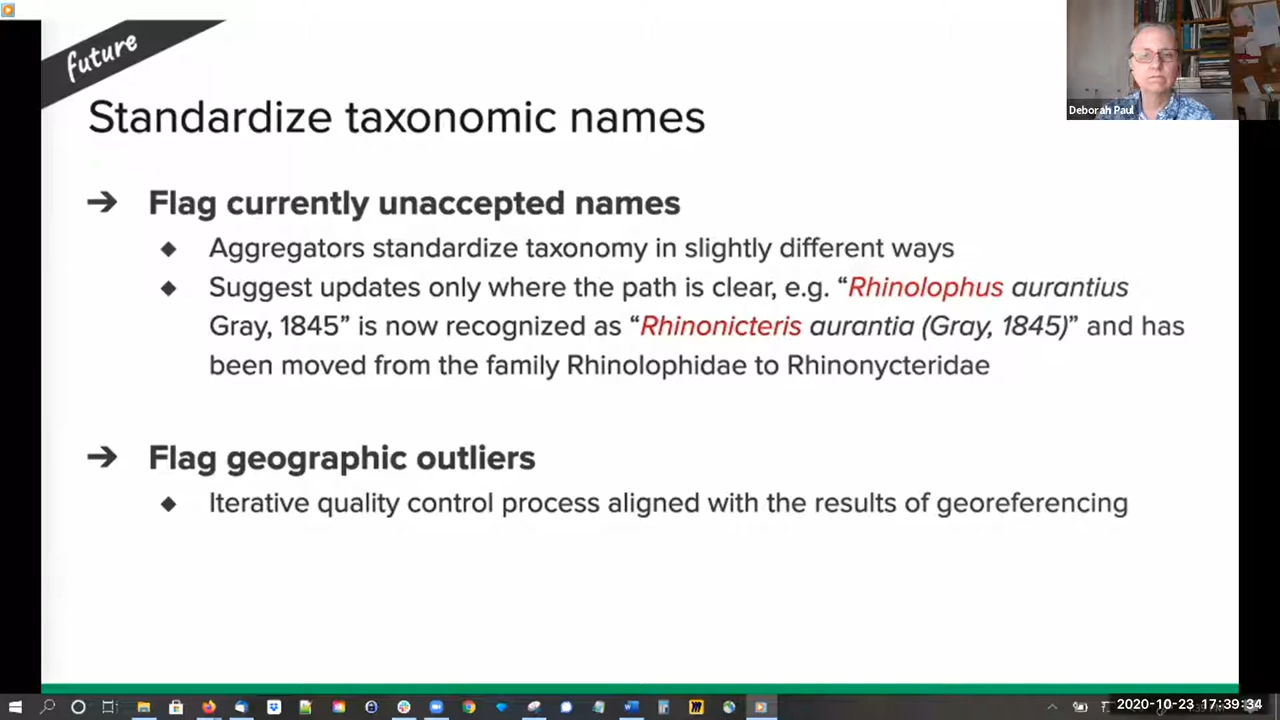 future
Deborah Paul
Standardize taxonomic names
➔ Flag currently unaccepted names
◆ Aggregators standardize taxonomy in slightly different ways
◆ Suggest updates only where the path is clear, e.g. “Rhinolophus aurantius
Gray, 1845” is now recognized as “Rhinonicteris aurantia (Gray, 1845)” and has
been moved from the family Rhinolophidae to Rhinonycteridae
➔ Flag geographic outliers
◆ Iterative quality control process aligned with the results of georeferencing
2020-10-23 17:39:34